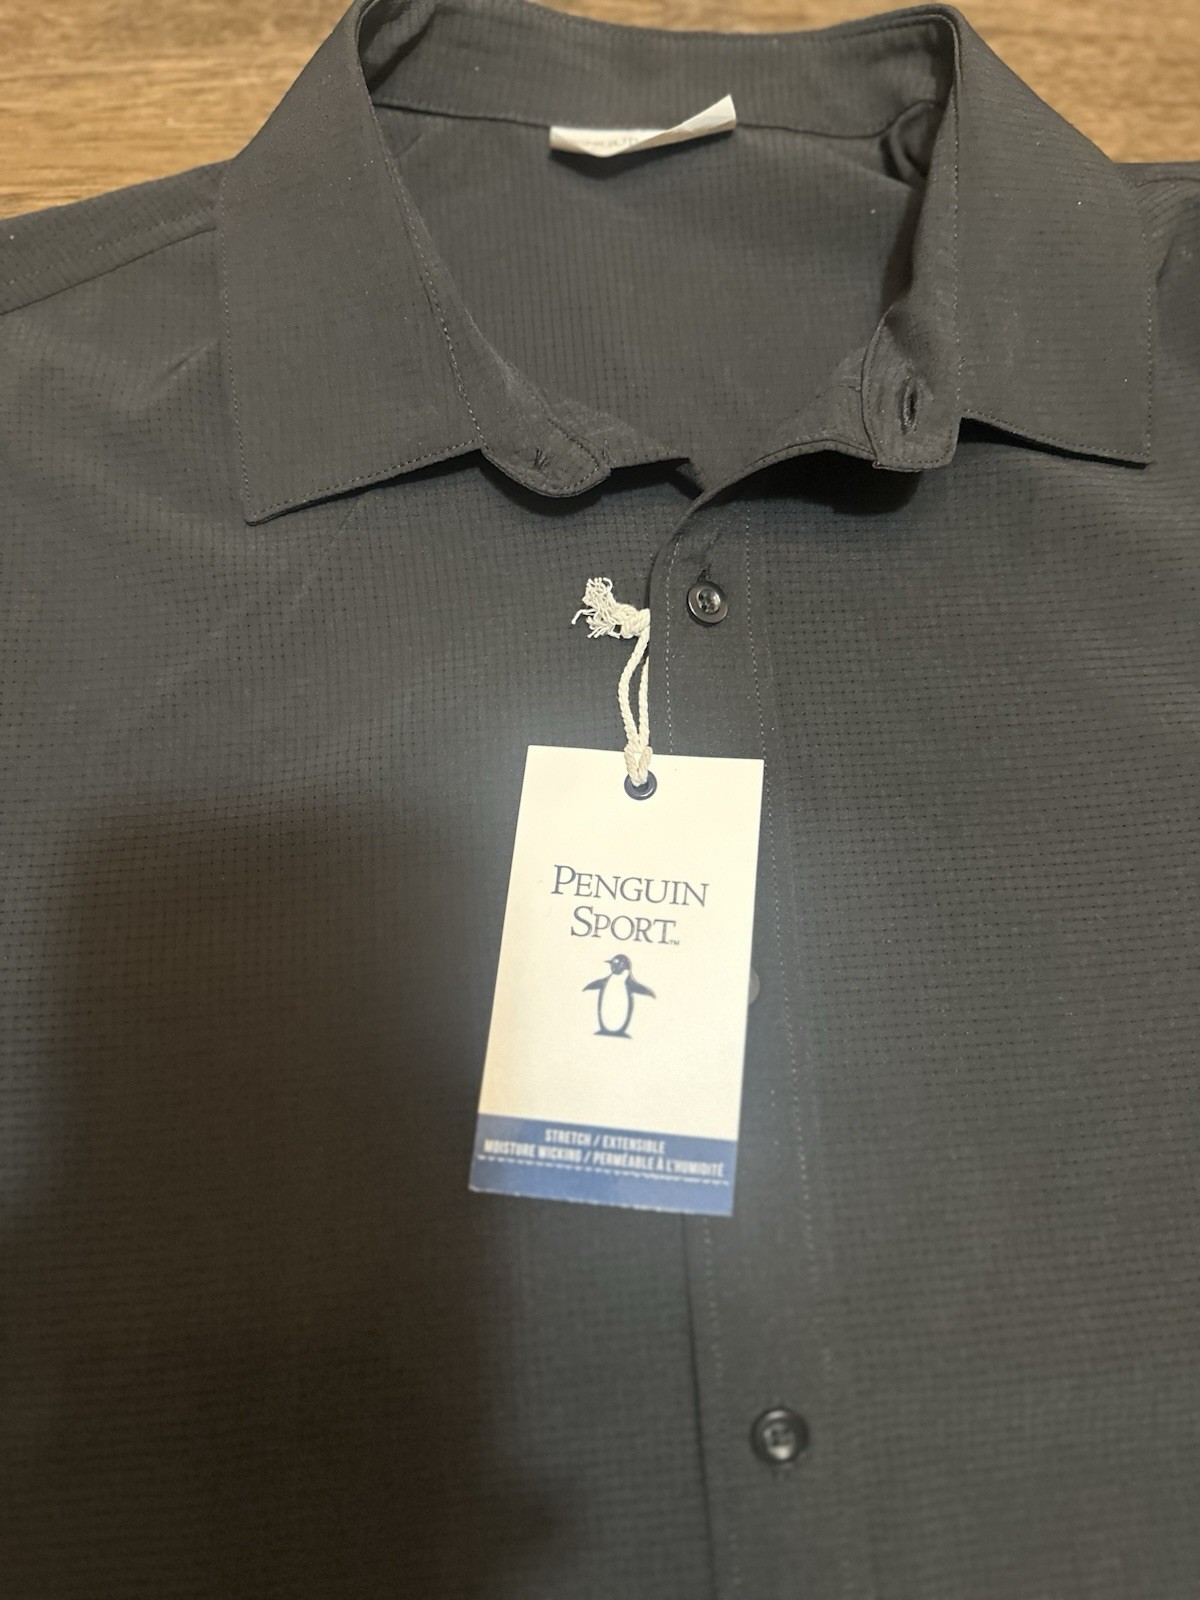 PENGUIN
SPORT™
STRETCH / EXTENSIBLE
MOISTURE WICKING / PERMÉABLE À L'HUMIDITÉ